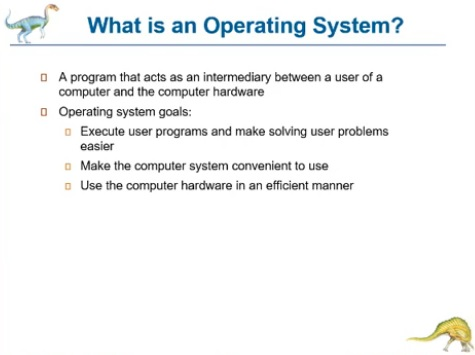 What is an Operating System?
A program that acts as an intermediary between a user of a
computer and the computer hardware
Operating system goals:
Execute user programs and make solving user problems
easier
Make the computer system convenient to use
Use the computer hardware in an efficient manner